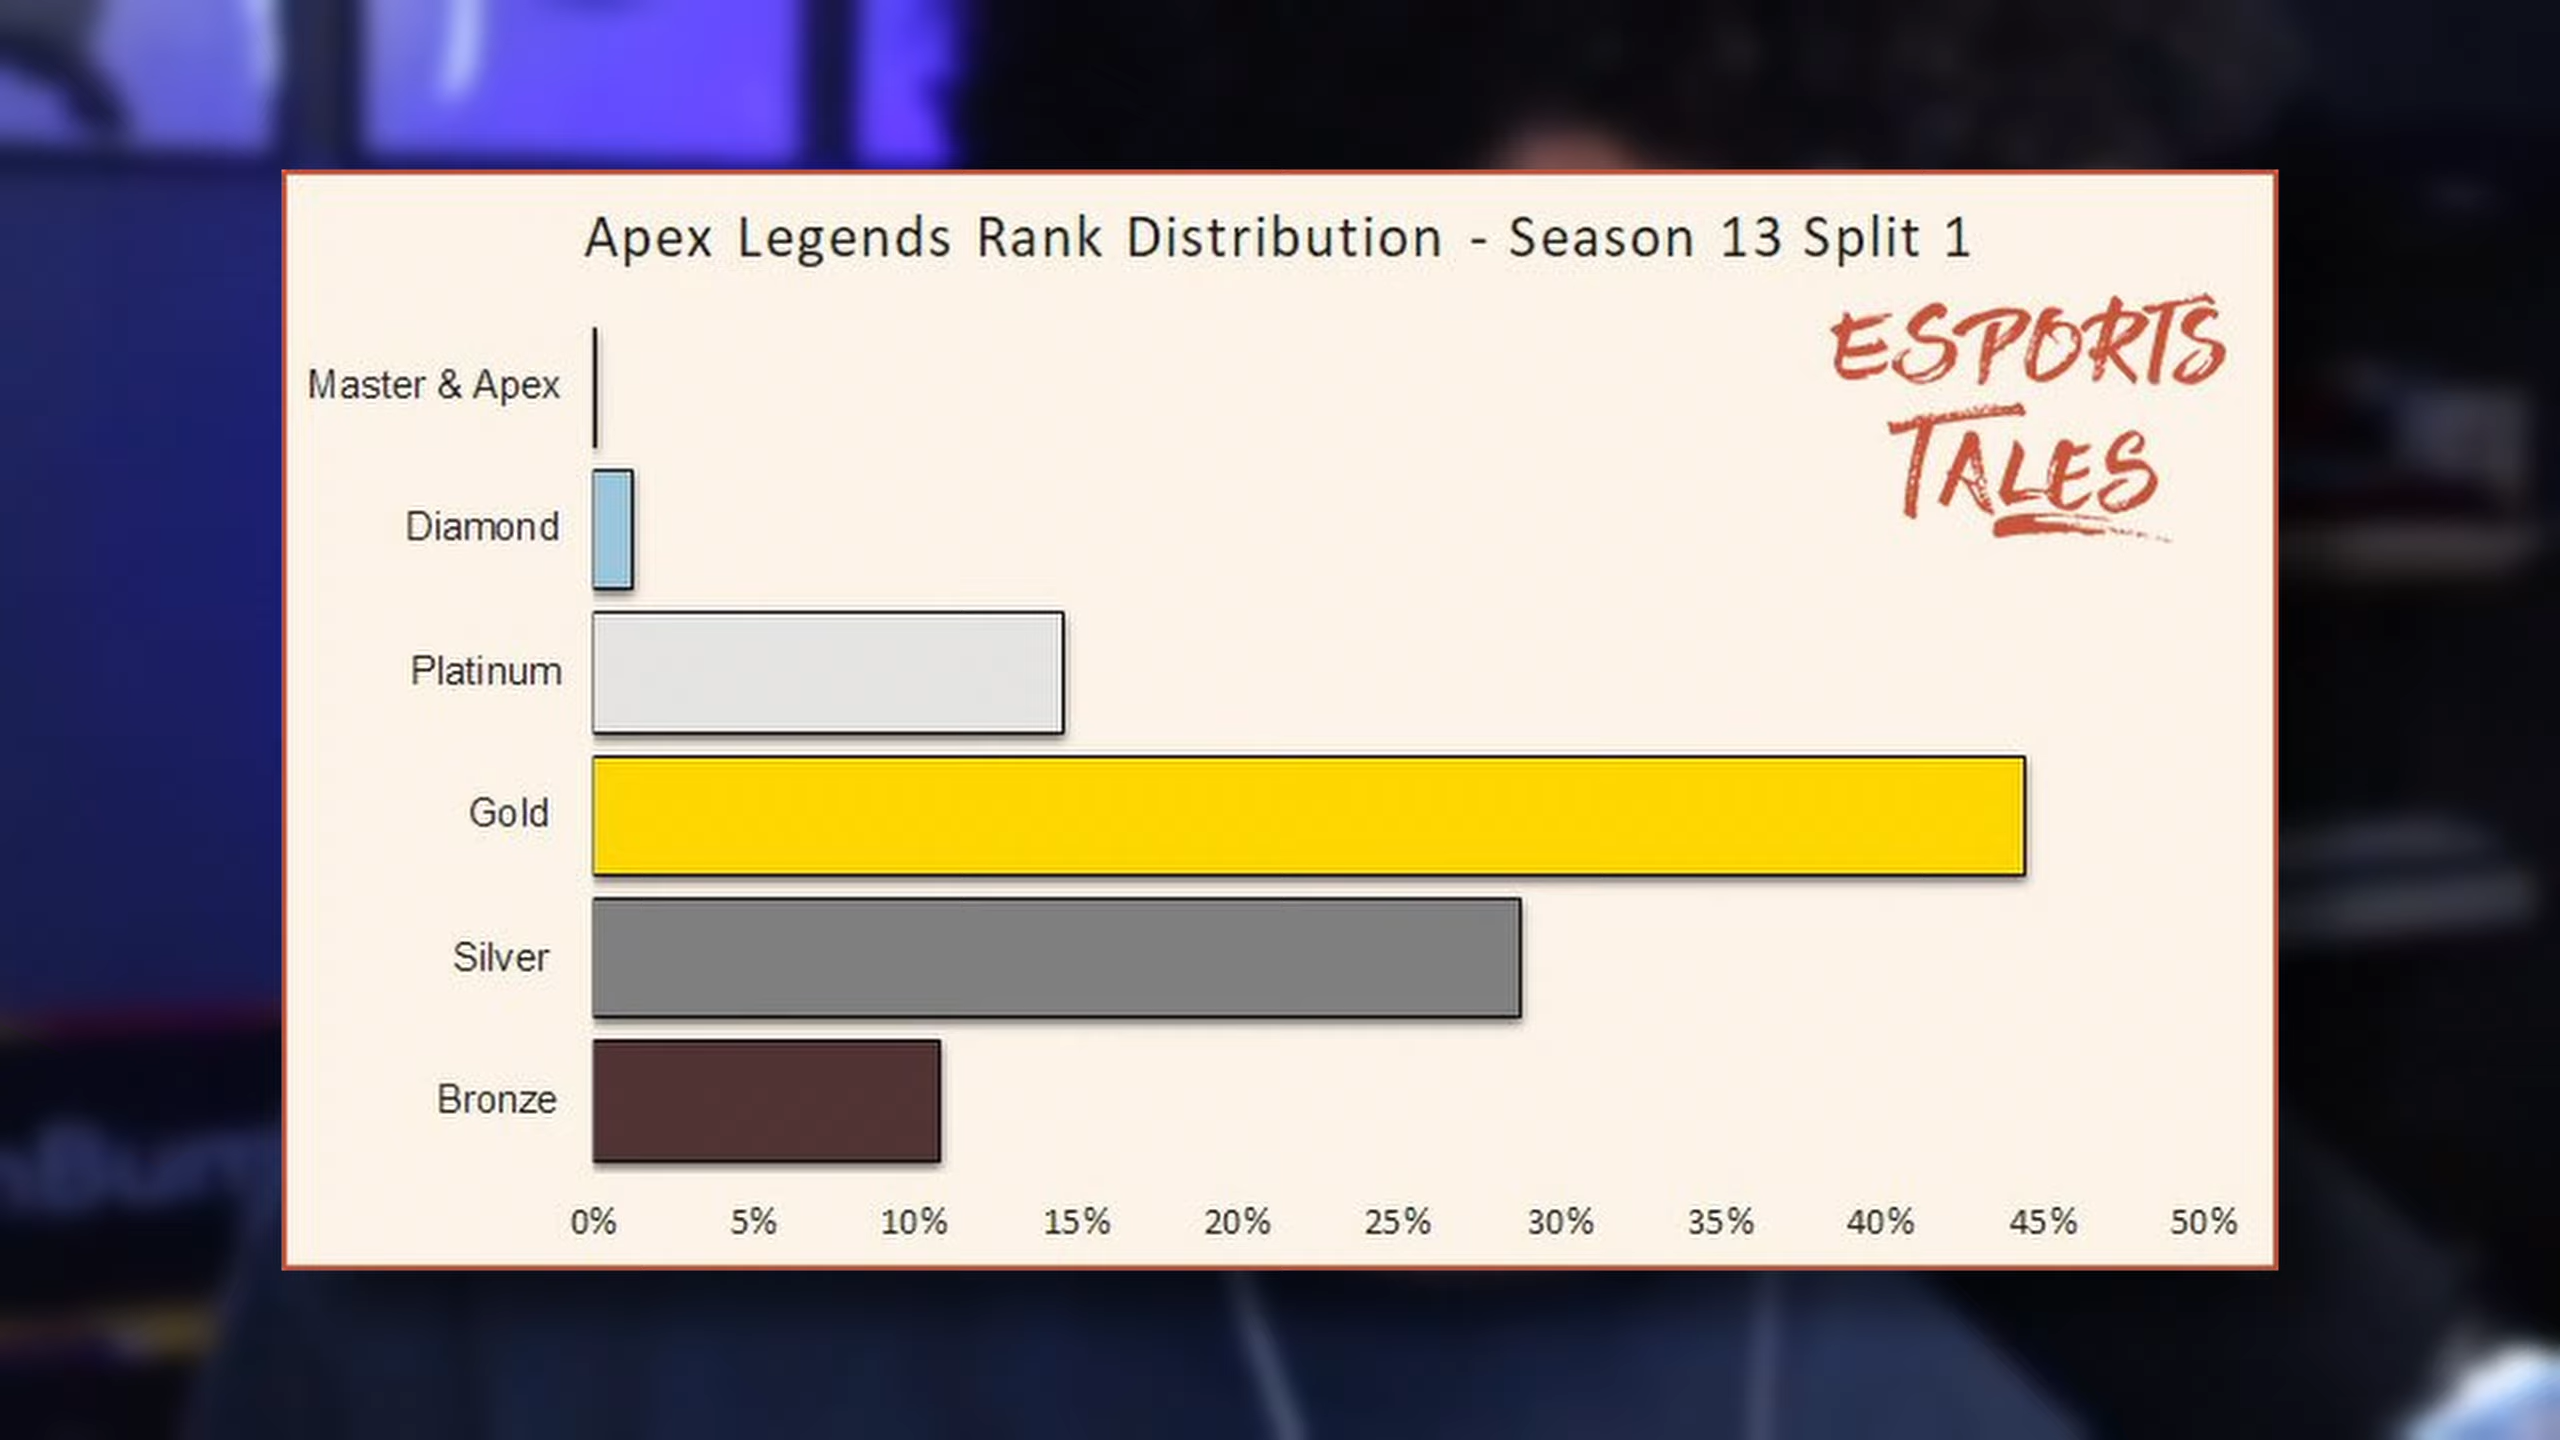 Apex Legends Rank Distribution - Season 13 Split 1
ESPORTS
TALES
Master & Apex
Diamond
Platinum
Gold
Silver
Bronze
0% 5% 10% 15% 20% 25% 30% 35% 40% 45% 50%